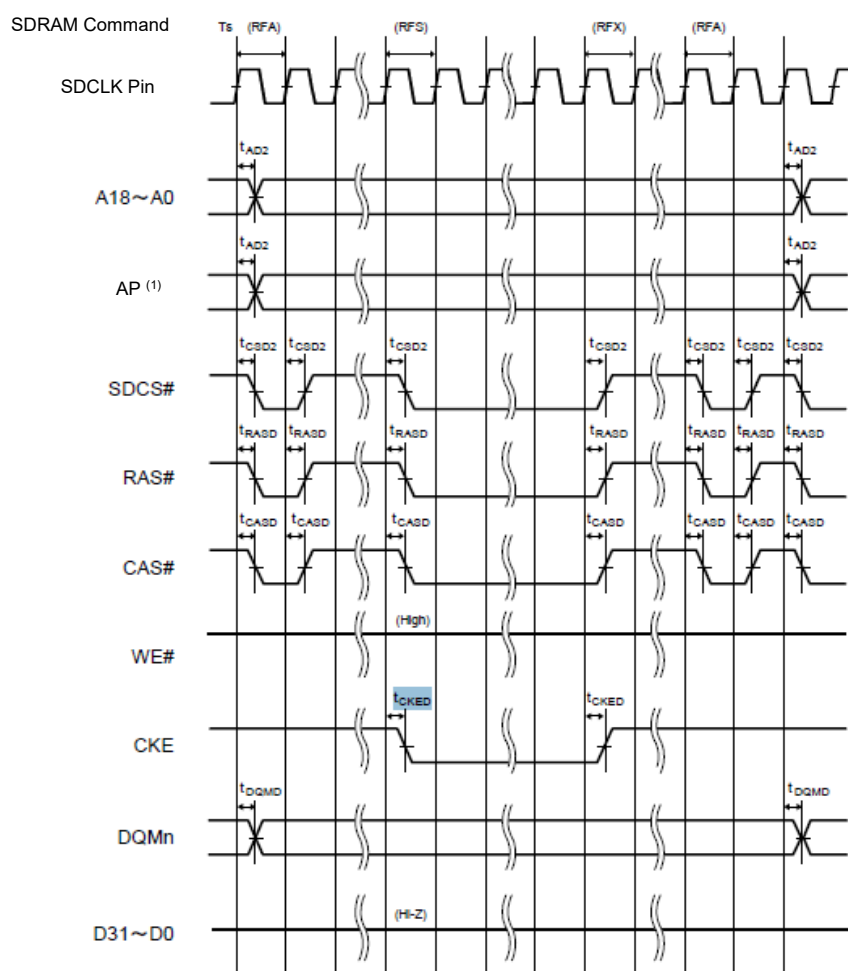 SDRAM Command Ts (RFA) (RFS) (RFX) (RFA)
SDCLK Pin
tAD2 tAD2
A18～A0
tAD2 tAD2
AP (1)
tCSD2 tCSD2 tCSD2 tCSD2 tCSD2 tCSD2 tCSD2
SDCS#
tRASD tRASD tRASD tRASD tRASD tRASD tRASD
RAS#
tCASD tCASD tCASD tCASD tCASD tCASD tCASD
CAS#
(High)
WE#
tCKED tCKED
CKE
tDQMD tDQMD
DQMn
(Hi-Z)
D31～D0